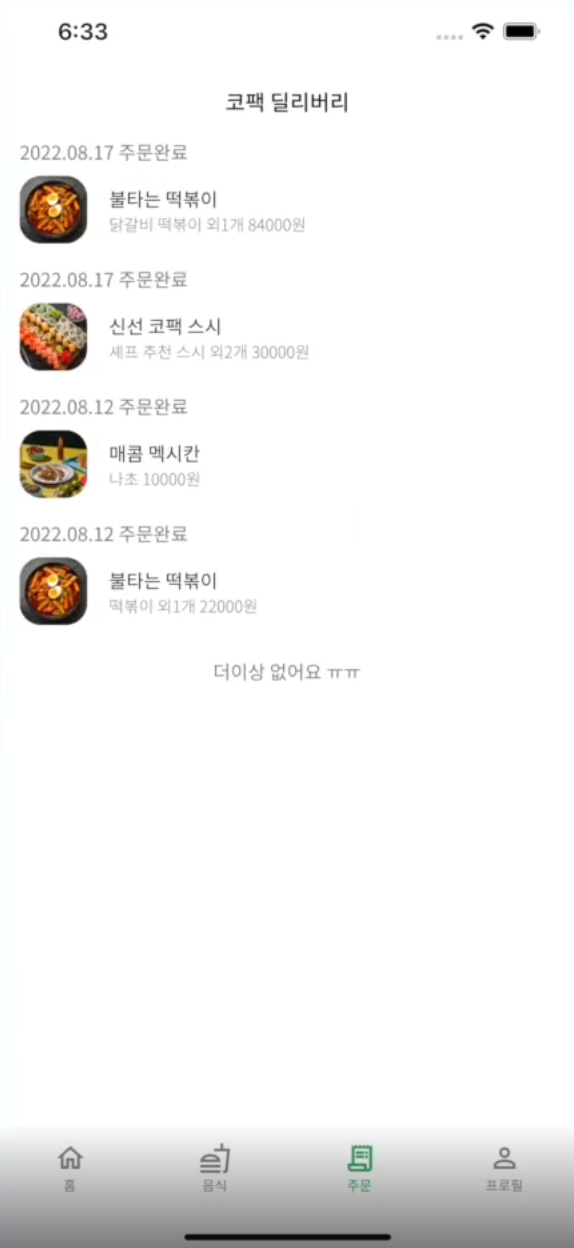 6:33
코팩 딜리버리
2022.08.17 주문완료
불타는 떡볶이
닭갈비 떡볶이 외1개 84000원
2022.08.17 주문완료
신선 코팩 스시
셰프 추천 스시 외2개 30000원
2022.08.12 주문완료
매콤 멕시칸
나초 10000원
2022.08.12 주문완료
불타는 떡볶이
떡볶이 외1개 22000원
더이상 없어요 ㅠㅠ
홈
음식
주문
프로필